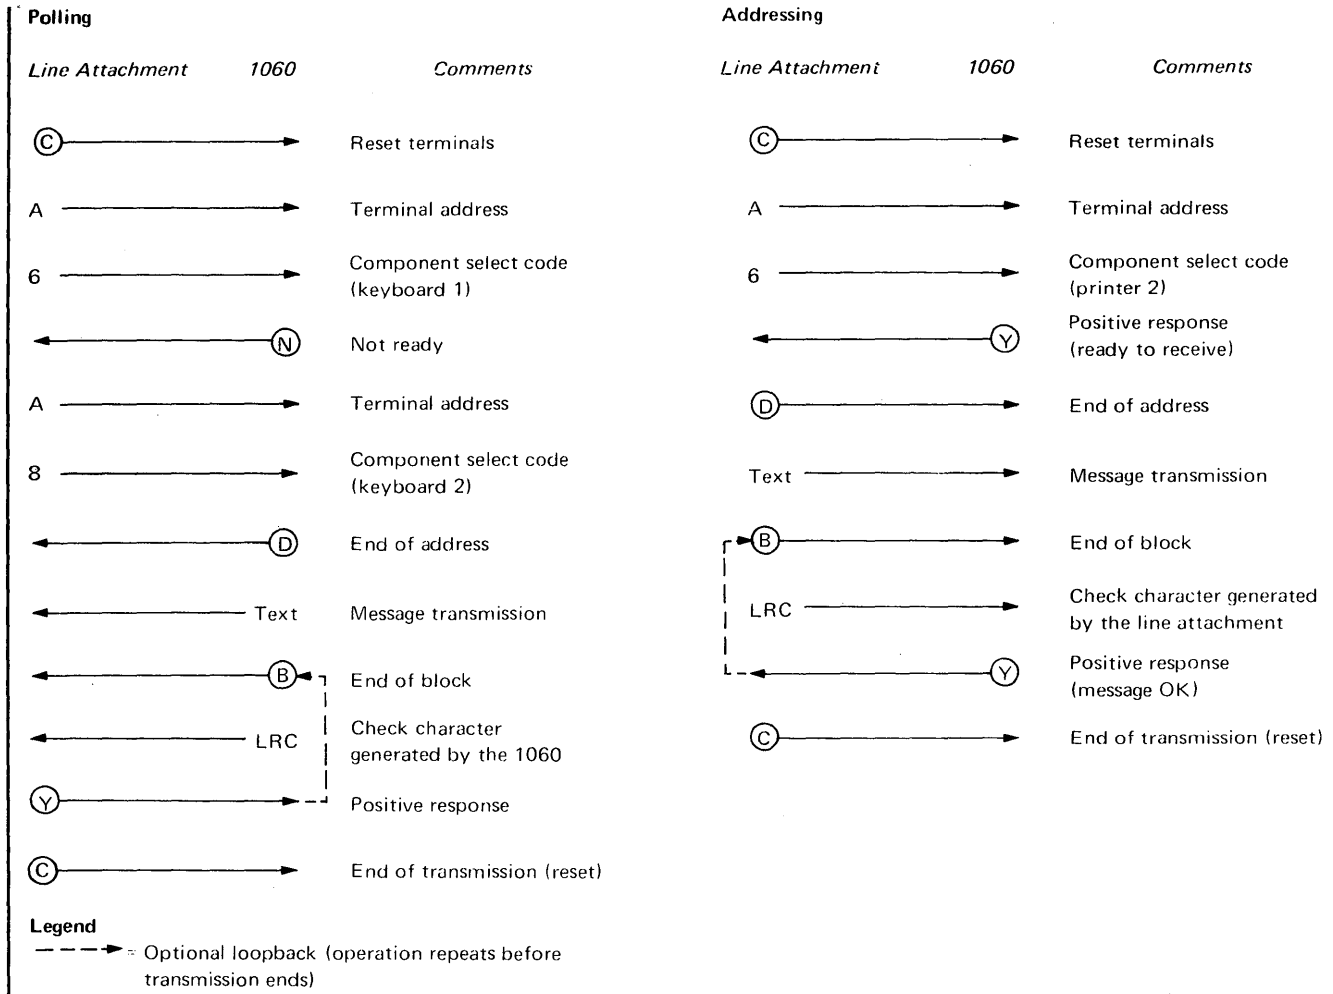 Polling
Line Attachment 1060 Comments
C Reset terminals
A Terminal address
6 Component select code
(keyboard 1)
N Not ready
A Terminal address
8 Component select code
(keyboard 2)
D End of address
Text Message transmission
B End of block
LRC Check character
generated by the 1060
Y Positive response
C End of transmission (reset)
Legend
= Optional loopback (operation repeats before
transmission ends)
Addressing
Line Attachment 1060 Comments
C Reset terminals
A Terminal address
6 Component select code
(printer 2)
Y Positive response
(ready to receive)
D End of address
Text Message transmission
B End of block
LRC Check character generated
by the line attachment
Y Positive response
(message OK)
C End of transmission (reset)